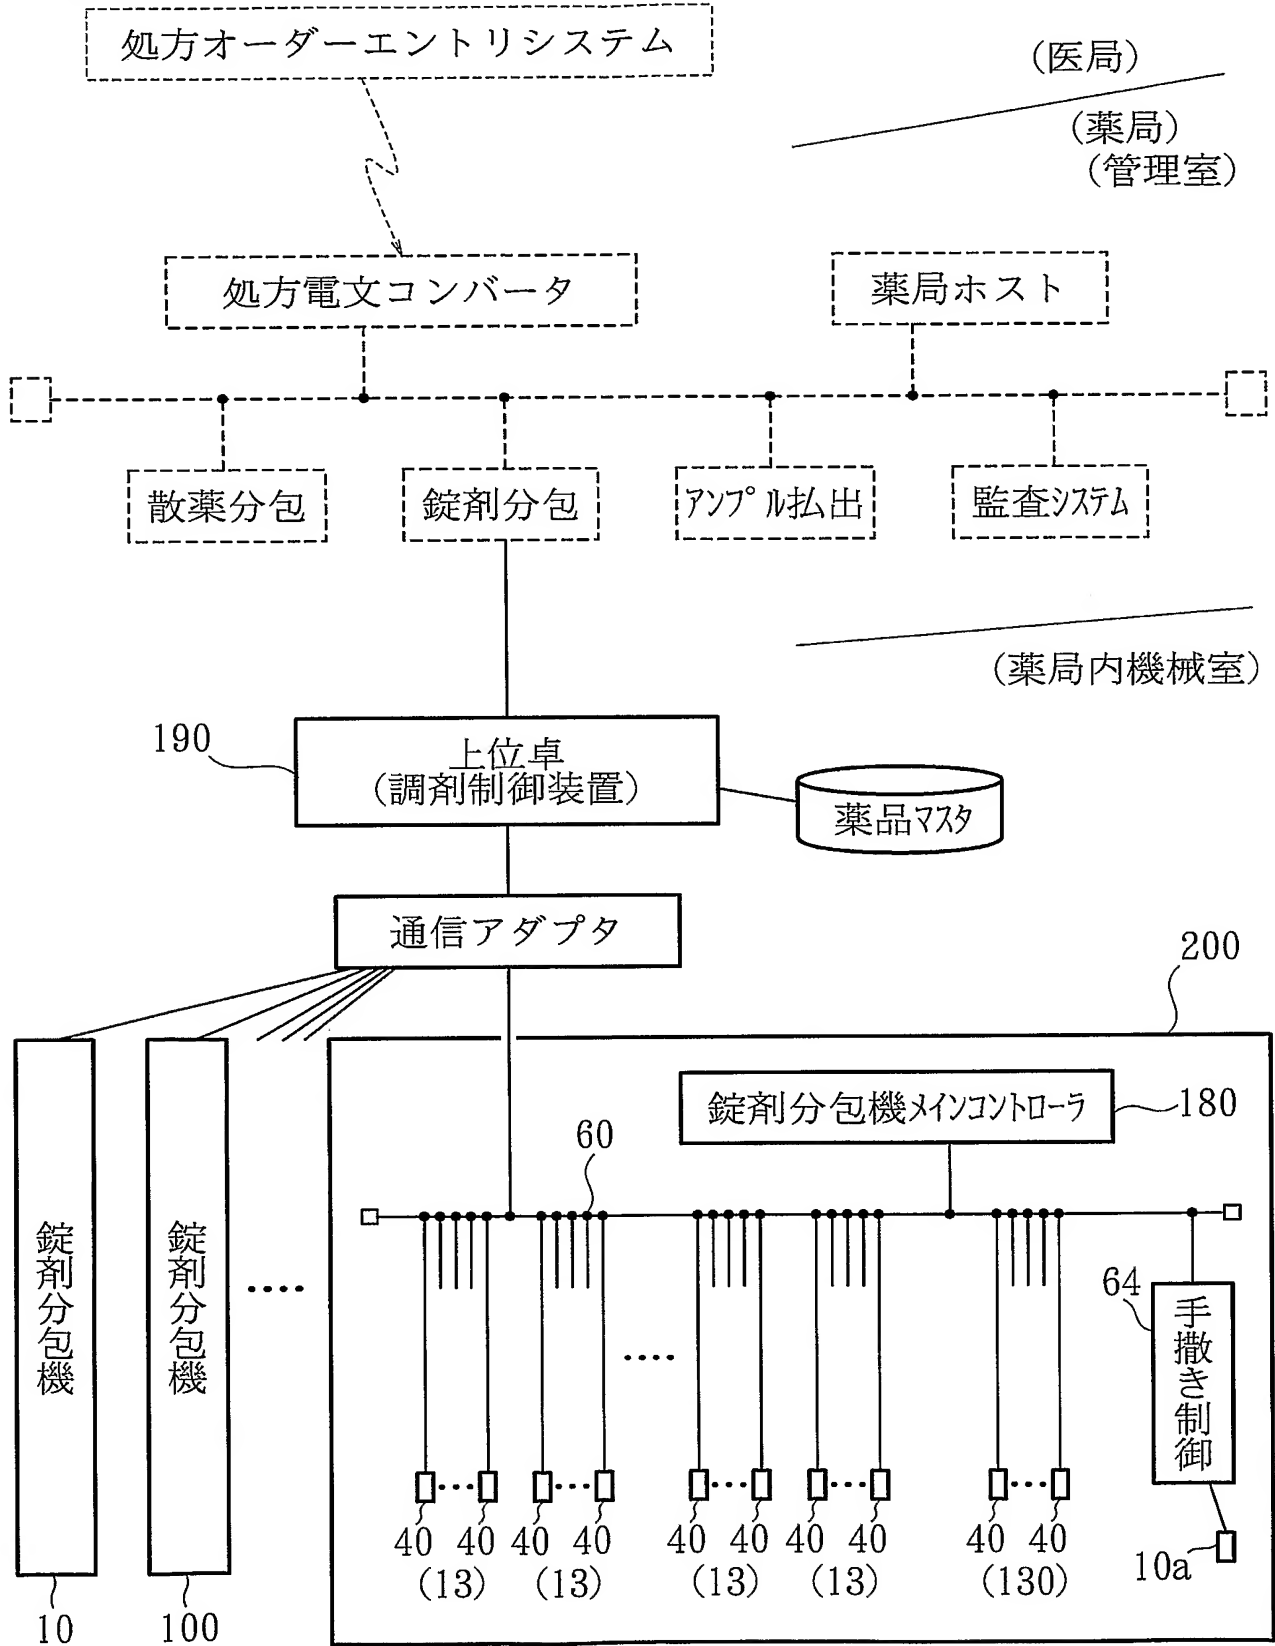 処方オーダーエントリシステム
(医局)
(薬局)
(管理室)
処方電文コンバータ
薬局ホスト
散薬分包
錠剤分包
アンプル払出
監査システム
(薬局内機械室)
190
上位卓
(調剤制御装置)
薬品マスタ
通信アダプタ
200
錠剤分包機メインコントローラ
180
60
錠剤分包機
錠剤分包機
64
手撒き制御
40 40 40 40 40 40 40 40 40 40
(13) (13) (13) (13) (130)
10a
10
100